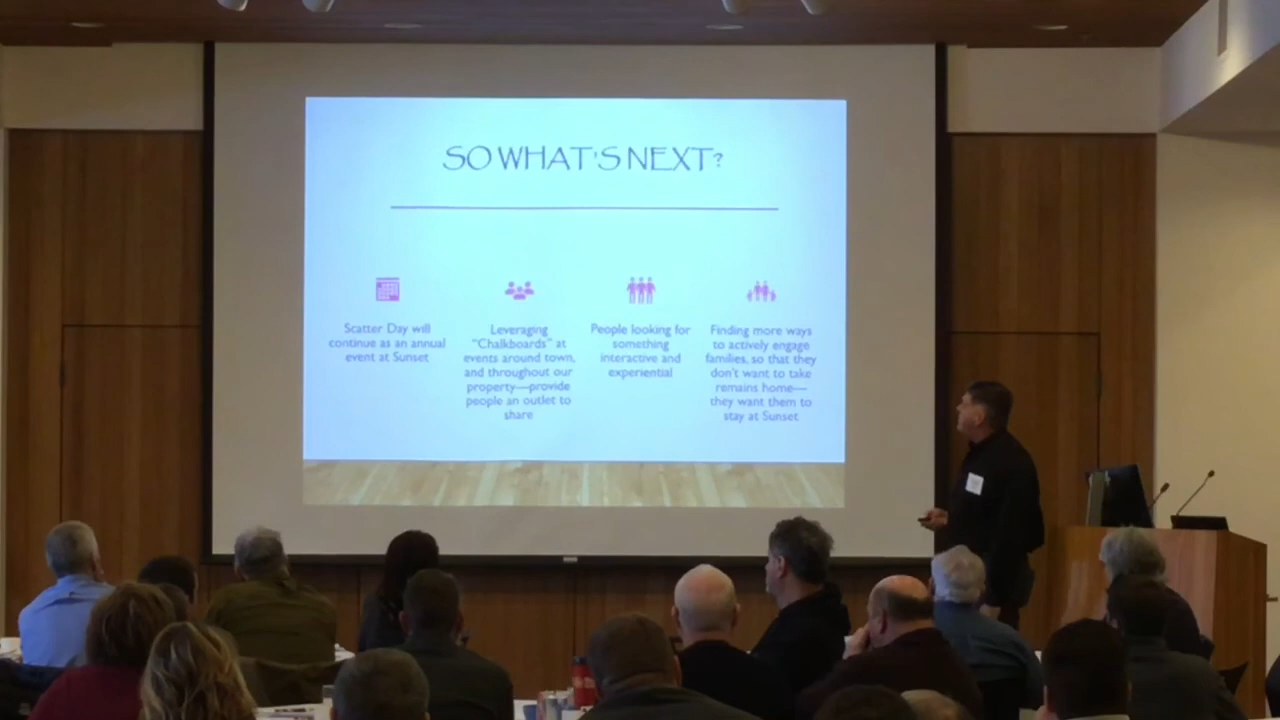 SO WHAT'S NEXT?
Scatter Day will
continue as an annual
event at Sunset
Leveraging
"Chalkboards" at
events around town,
and throughout our
property—provide
people an outlet to
share
People looking for
something
interactive and
experiential
Finding more ways
to actively engage
families, so that they
don't want to take
remains home—
they want them to
stay at Sunset